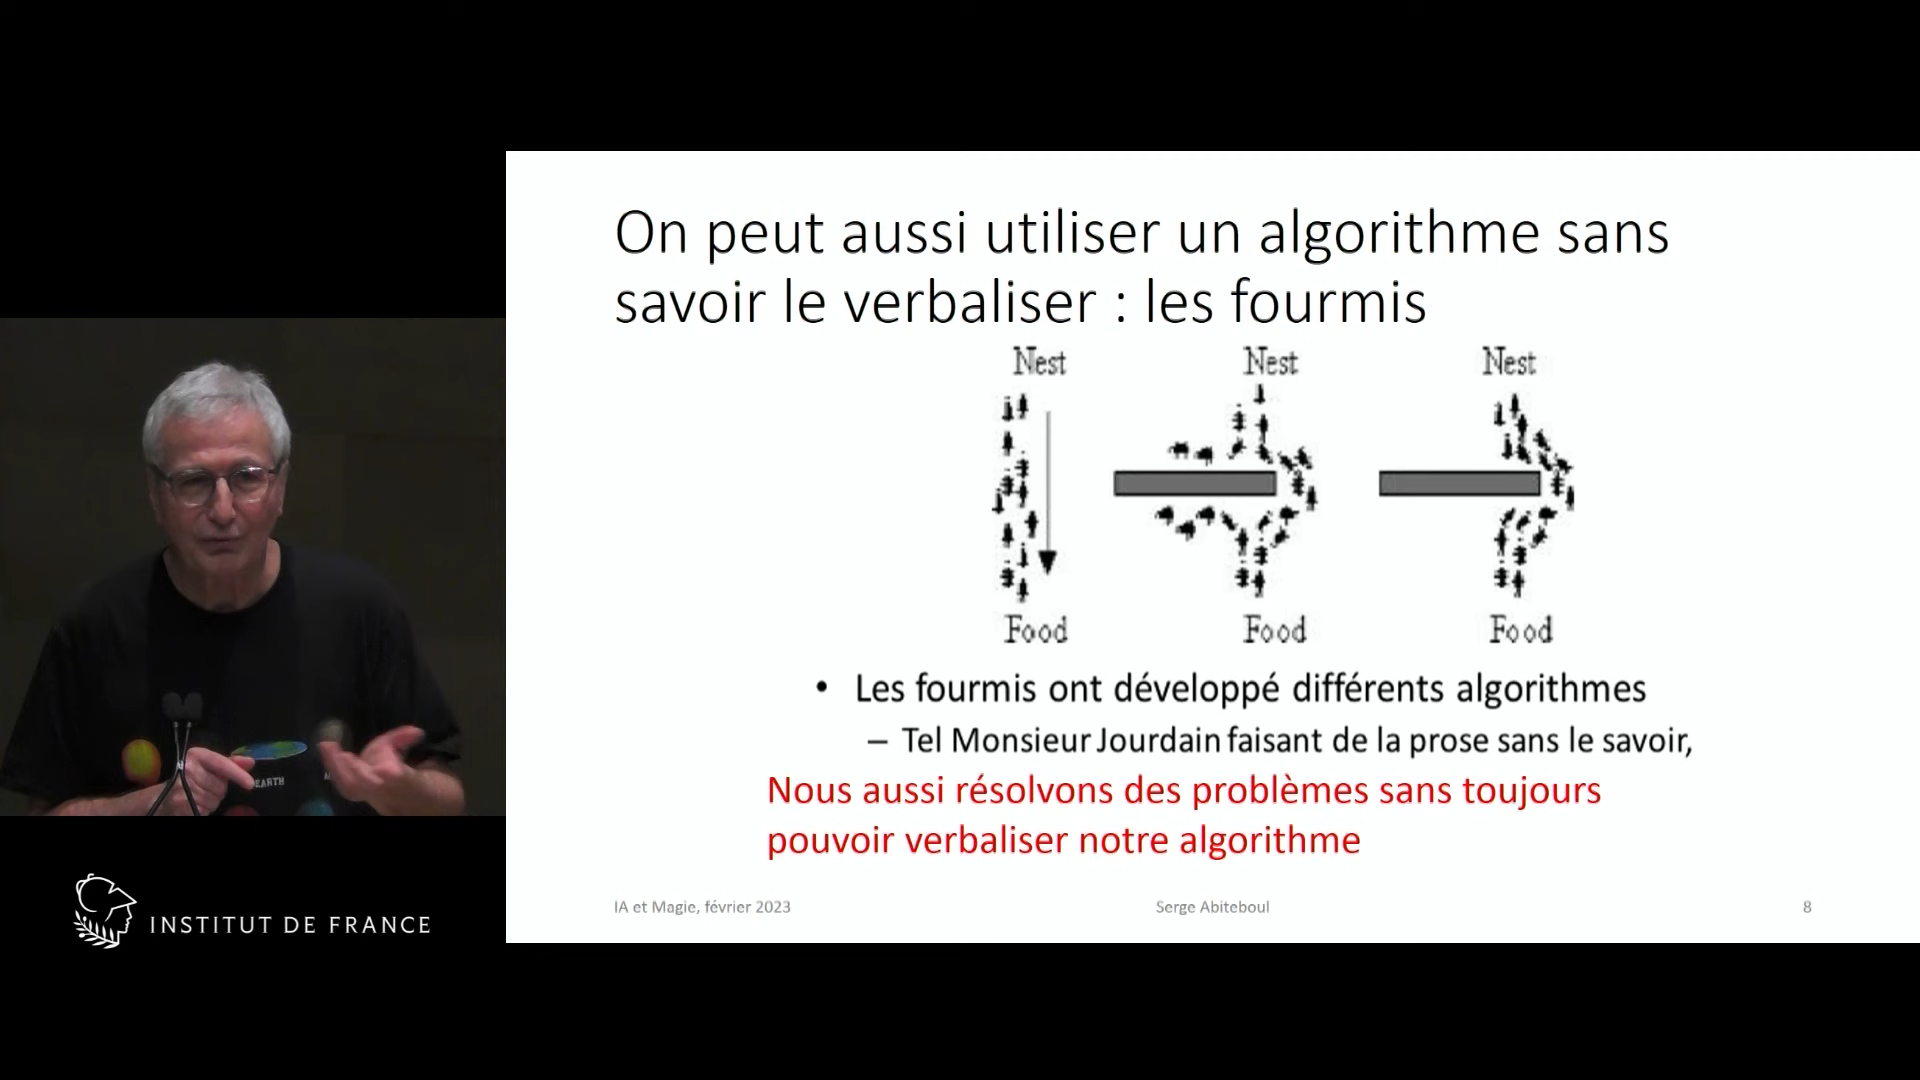 On peut aussi utiliser un algorithme sans
savoir le verbaliser : les fourmis
Nest Nest Nest
Food Food Food
• Les fourmis ont développé différents algorithmes
– Tel Monsieur Jourdain faisant de la prose sans le savoir,
Nous aussi résolvons des problèmes sans toujours
pouvoir verbaliser notre algorithme
IA et Magie, février 2023 Serge Abiteboul 8
EARTH
INSTITUT DE FRANCE